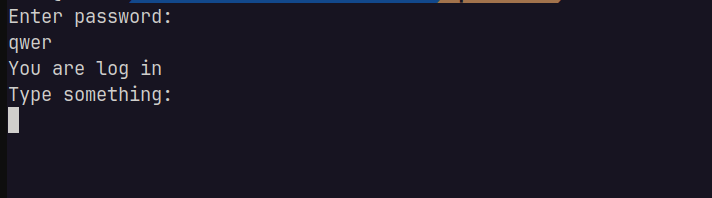 Enter password:
qwer
You are log in
Type something: